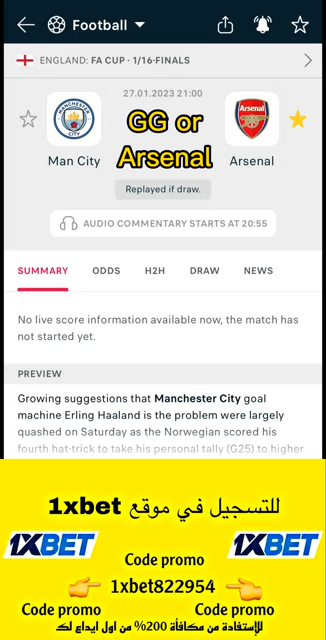 Football
ENGLAND: FA CUP - 1/16-FINALS
27.01.2023 21:00
GG or
Arsenal
MANCHESTER
CITY
Arsenal
Man City
Arsenal
Replayed if draw.
AUDIO COMMENTARY STARTS AT 20:55
SUMMARY ODDS H2H DRAW NEWS
No live score information available now, the match has
not started yet.
PREVIEW
Growing suggestions that Manchester City goal
machine Erling Haaland is the problem were largely
quashed on Saturday as the Norwegian scored his
fourth hat-trick to take his personal tally (G25) to higher
للتسجيل في موقع 1xbet
1XBET 1XBET
Code promo
1xbet822954
Code promo Code promo
للإستفادة من مكافأة 200% من اول ايداع لك